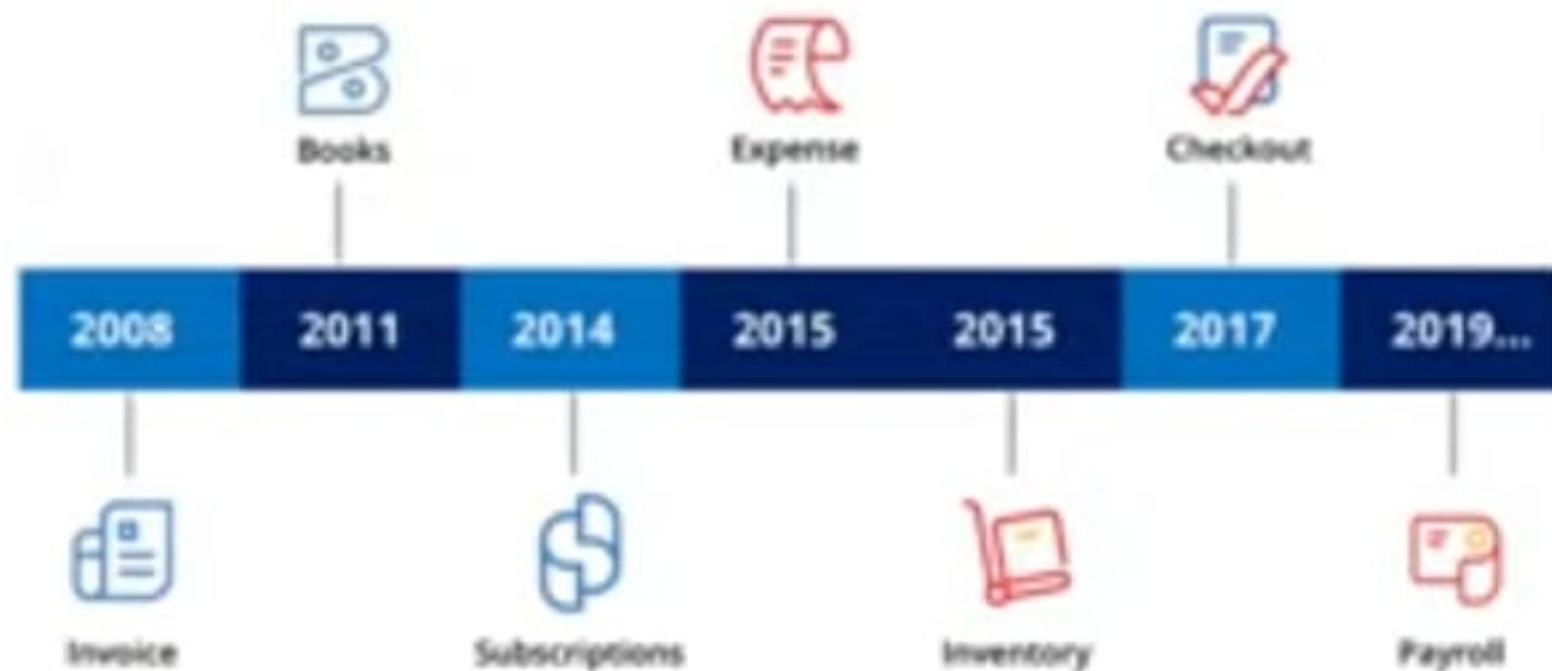 Books
Expense
Checkout
2008
2011
2014
2015
2015
2017
2019...
Invoice
Subscriptions
Inventory
Payroll